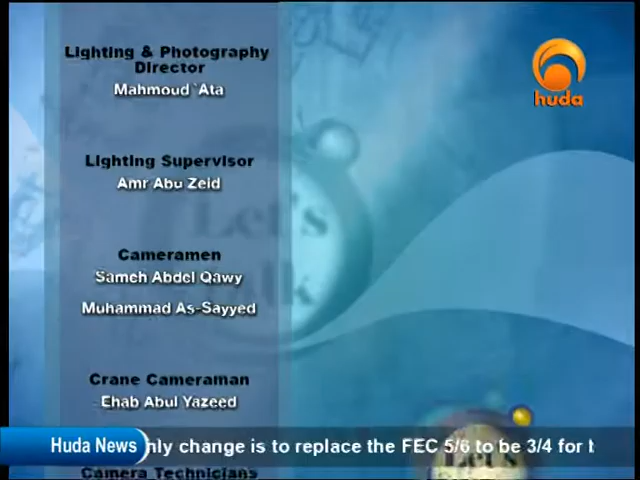 Lighting & Photography
Director
Mahmoud `Ata
huda
Lighting Supervisor
Amr Abu Zeid
Let's
Cameramen
Sameh Abdel Qawy
Muhammad As-Sayyed
Crane Cameraman
Ehab Abul Yazeed
Huda News
nly change is to replace the FEC 5/6 to be 3/4 for
Let's
Camera Technicians